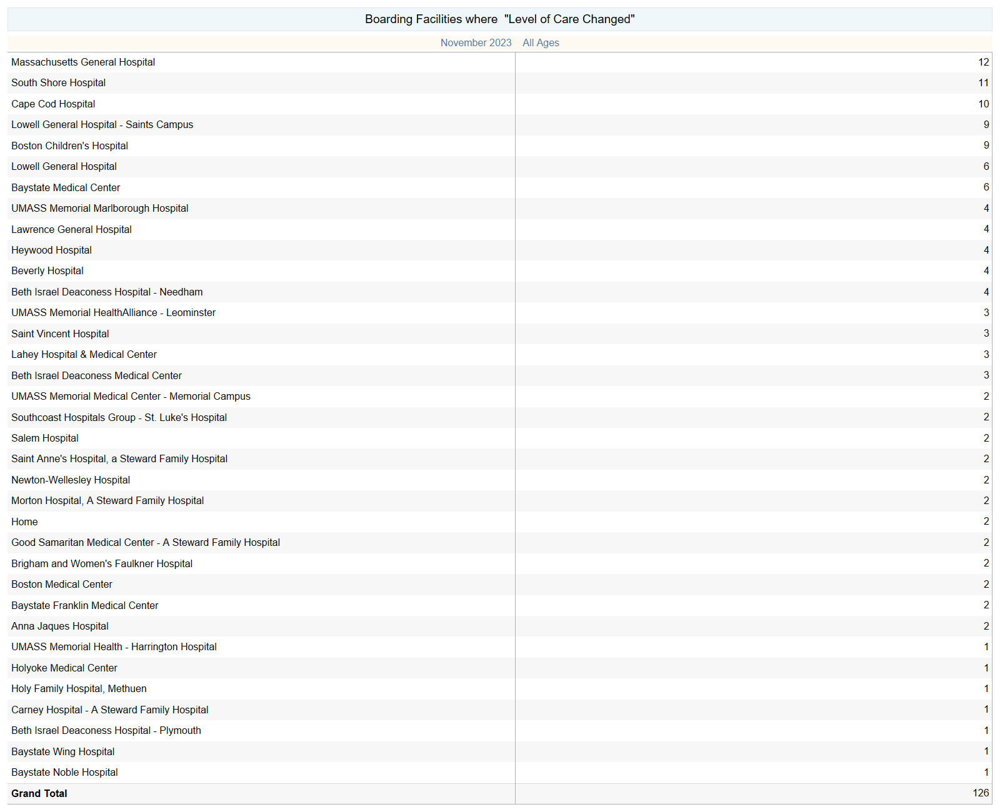 Boarding Facilities where  "Level of Care Changed"
November 2023 All Ages
Massachusetts General Hospital 12
South Shore Hospital 11
Cape Cod Hospital 10
Lowell General Hospital - Saints Campus 9
Boston Children's Hospital 9
Lowell General Hospital 6
Baystate Medical Center 6
UMASS Memorial Marlborough Hospital 4
Lawrence General Hospital 4
Heywood Hospital 4
Beverly Hospital 4
Beth Israel Deaconess Hospital - Needham 4
UMASS Memorial HealthAlliance - Leominster 3
Saint Vincent Hospital 3
Lahey Hospital & Medical Center 3
Beth Israel Deaconess Medical Center 3
UMASS Memorial Medical Center - Memorial Campus 2
Southcoast Hospitals Group - St. Luke's Hospital 2
Salem Hospital 2
Saint Anne's Hospital, a Steward Family Hospital 2
Newton-Wellesley Hospital 2
Morton Hospital, A Steward Family Hospital 2
Home 2
Good Samaritan Medical Center - A Steward Family Hospital 2
Brigham and Women's Faulkner Hospital 2
Boston Medical Center 2
Baystate Franklin Medical Center 2
Anna Jaques Hospital 2
UMASS Memorial Health - Harrington Hospital 1
Holyoke Medical Center 1
Holy Family Hospital, Methuen 1
Carney Hospital - A Steward Family Hospital 1
Beth Israel Deaconess Hospital - Plymouth 1
Baystate Wing Hospital 1
Baystate Noble Hospital 1
Grand Total 126